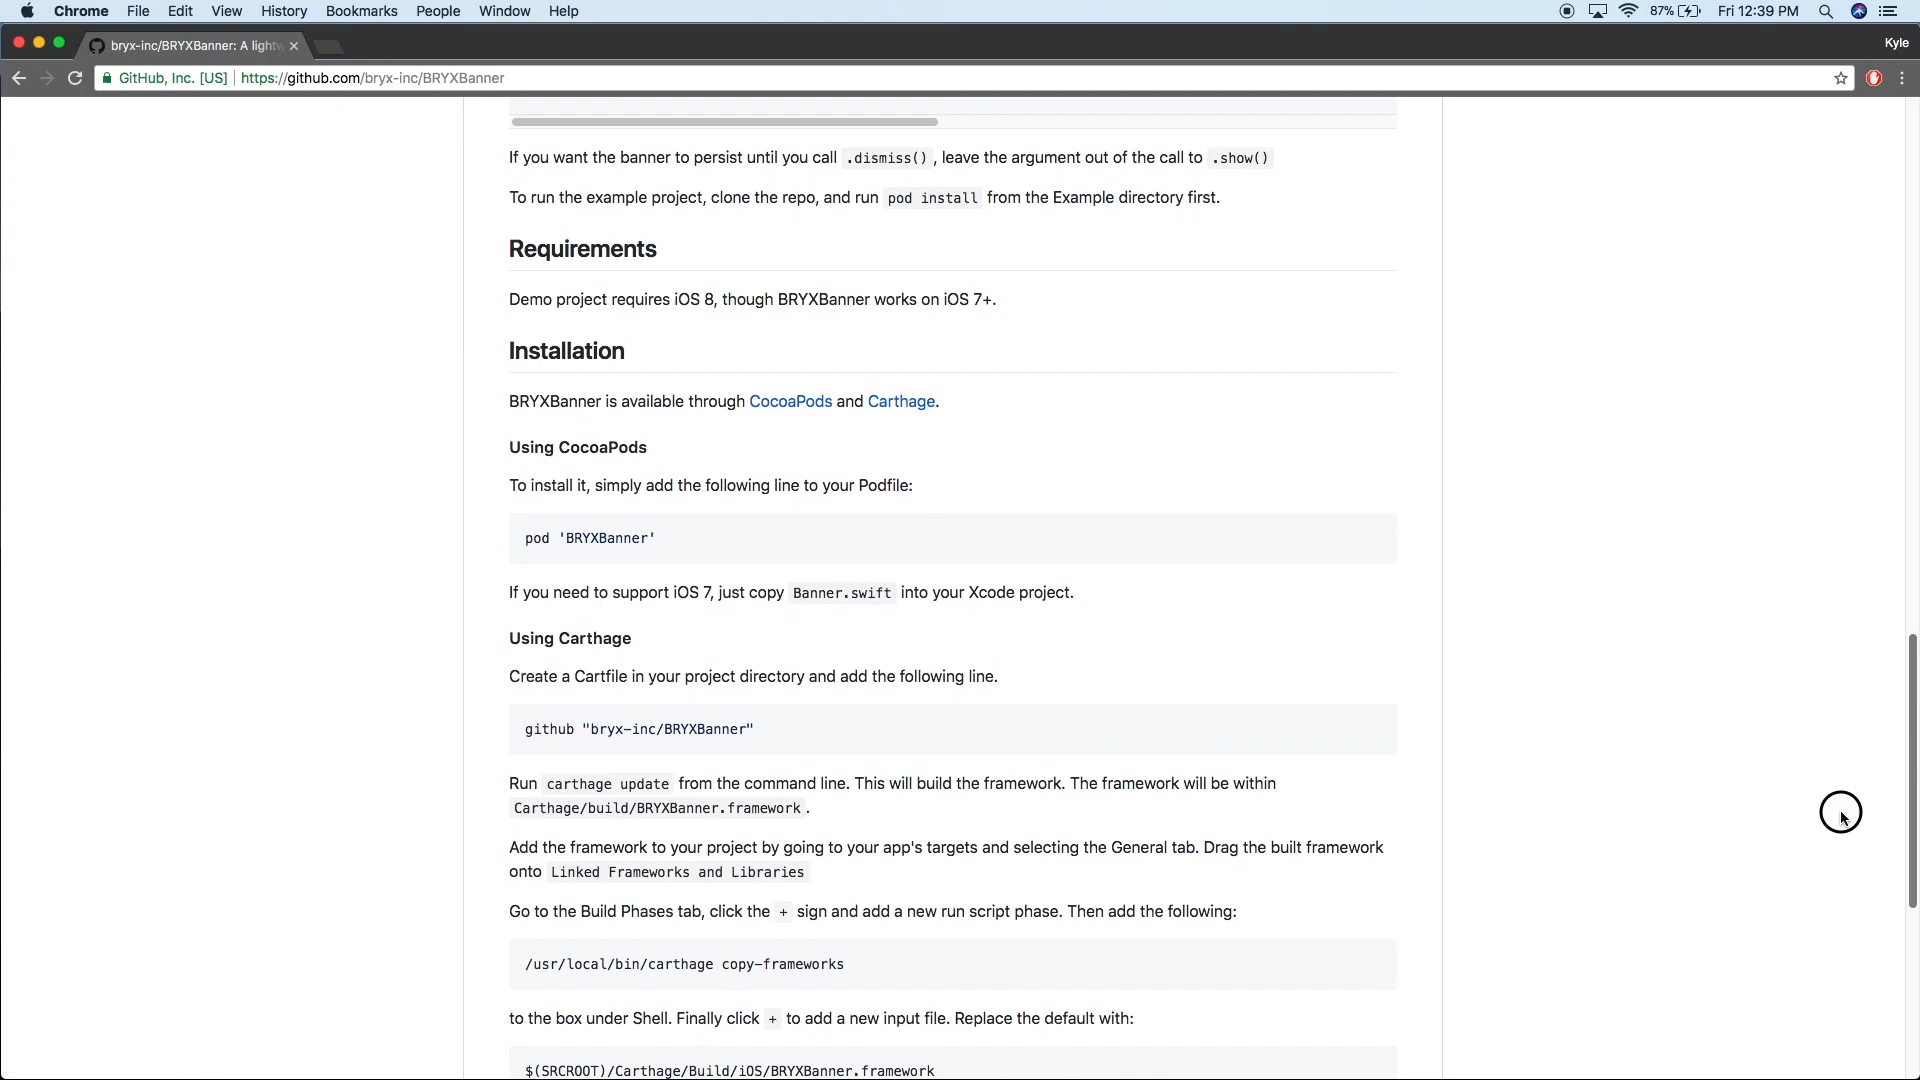 Chrome File Edit View History Bookmarks People Window Help 87% Fri 12:39 PM
bryx-inc/BRYXBanner: A lightw Kyle
GitHub, Inc. [US] https://github.com/bryx-inc/BRYXBanner
If you want the banner to persist until you call .dismiss() , leave the argument out of the call to .show()
To run the example project, clone the repo, and run pod install from the Example directory first.
Requirements
Demo project requires iOS 8, though BRYXBanner works on iOS 7+.
Installation
BRYXBanner is available through CocoaPods and Carthage.
Using CocoaPods
To install it, simply add the following line to your Podfile:
pod 'BRYXBanner'
If you need to support iOS 7, just copy Banner.swift into your Xcode project.
Using Carthage
Create a Cartfile in your project directory and add the following line.
github "bryx-inc/BRYXBanner"
Run carthage update from the command line. This will build the framework. The framework will be within
Carthage/build/BRYXBanner.framework .
Add the framework to your project by going to your app's targets and selecting the General tab. Drag the built framework
onto Linked Frameworks and Libraries
Go to the Build Phases tab, click the + sign and add a new run script phase. Then add the following:
/usr/local/bin/carthage copy-frameworks
to the box under Shell. Finally click + to add a new input file. Replace the default with:
$(SRCROOT)/Carthage/Build/iOS/BRYXBanner.framework